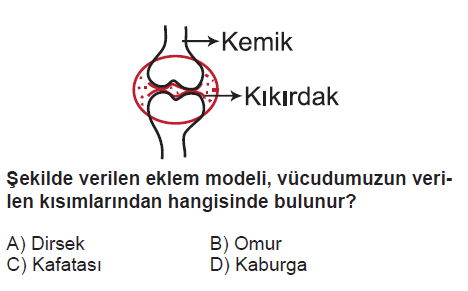 Kemik
Kıkırdak
Şekilde verilen eklem modeli, vücudumuzun veri-
len kısımlarından hangisinde bulunur?
A) Dirsek B) Omur
C) Kafatası D) Kaburga